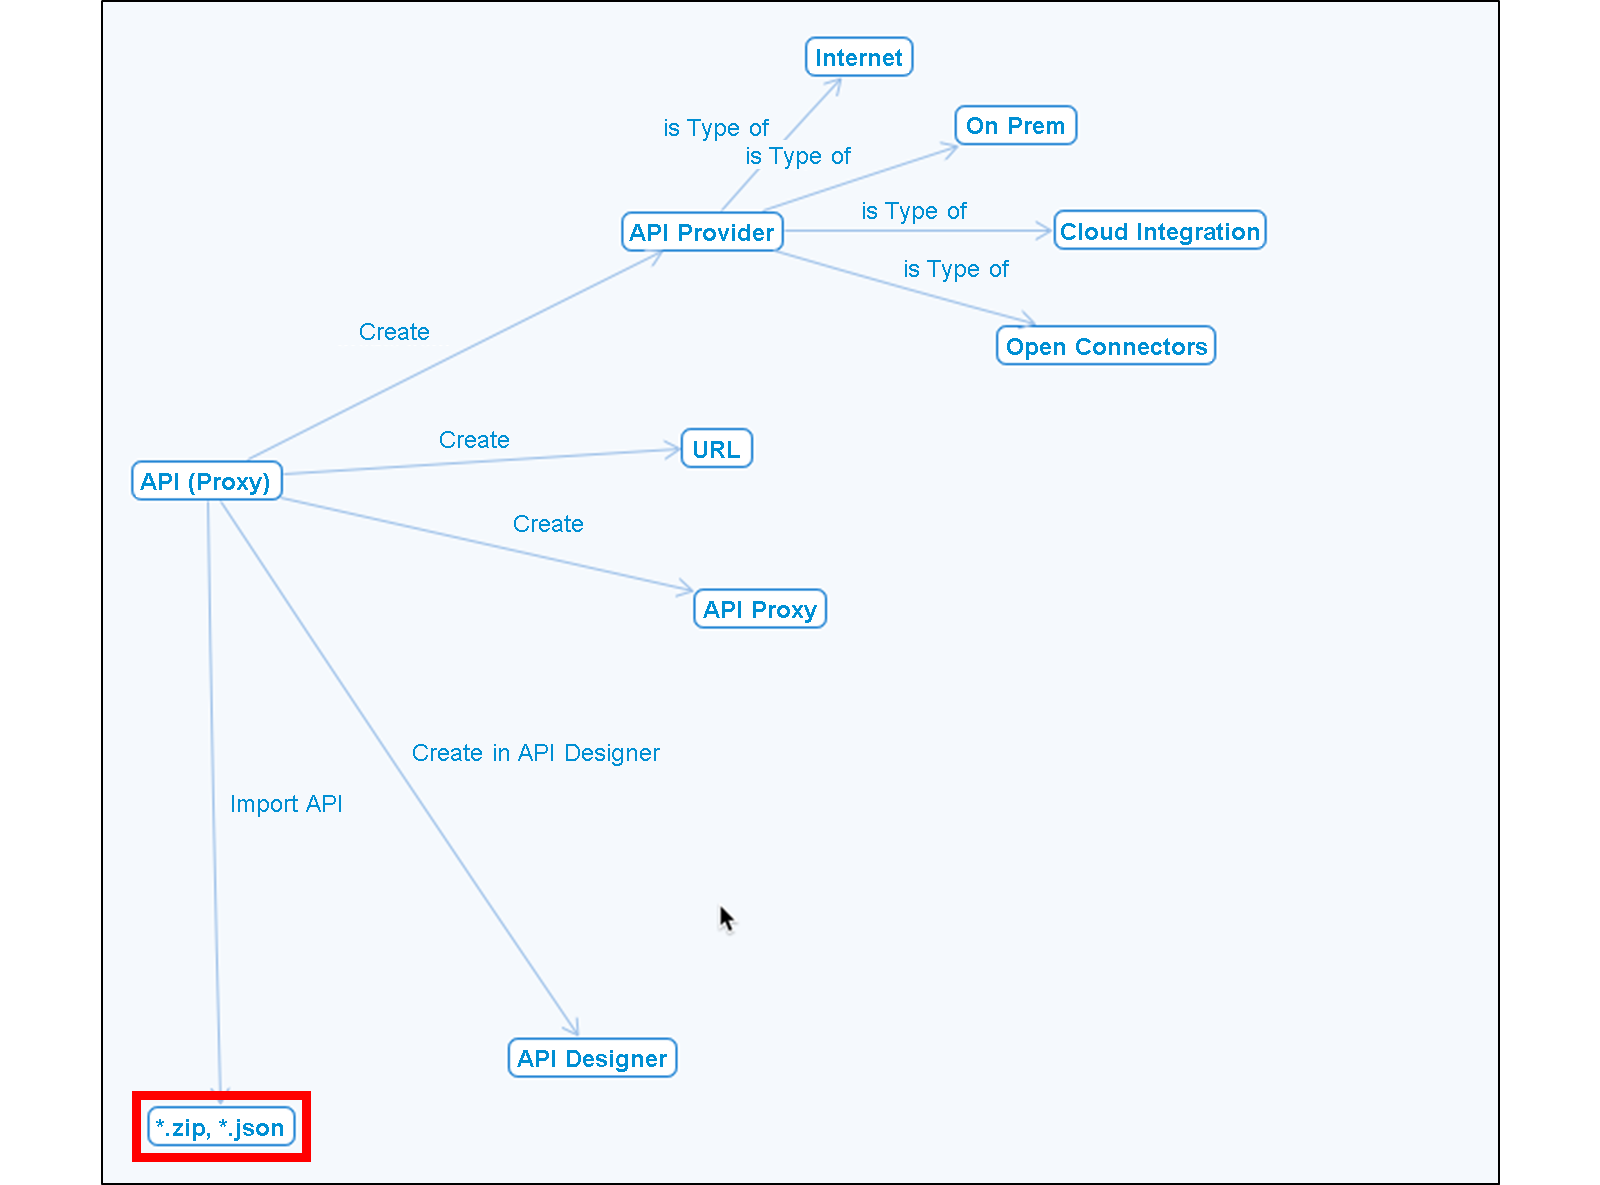 Internet
On Prem
is Type of
is Type of
is Type of
API Provider
Cloud Integration
is Type of
Create
Open Connectors
Create
URL
API (Proxy)
Create
API Proxy
Create in API Designer
Import API
API Designer
*.zip, *.json